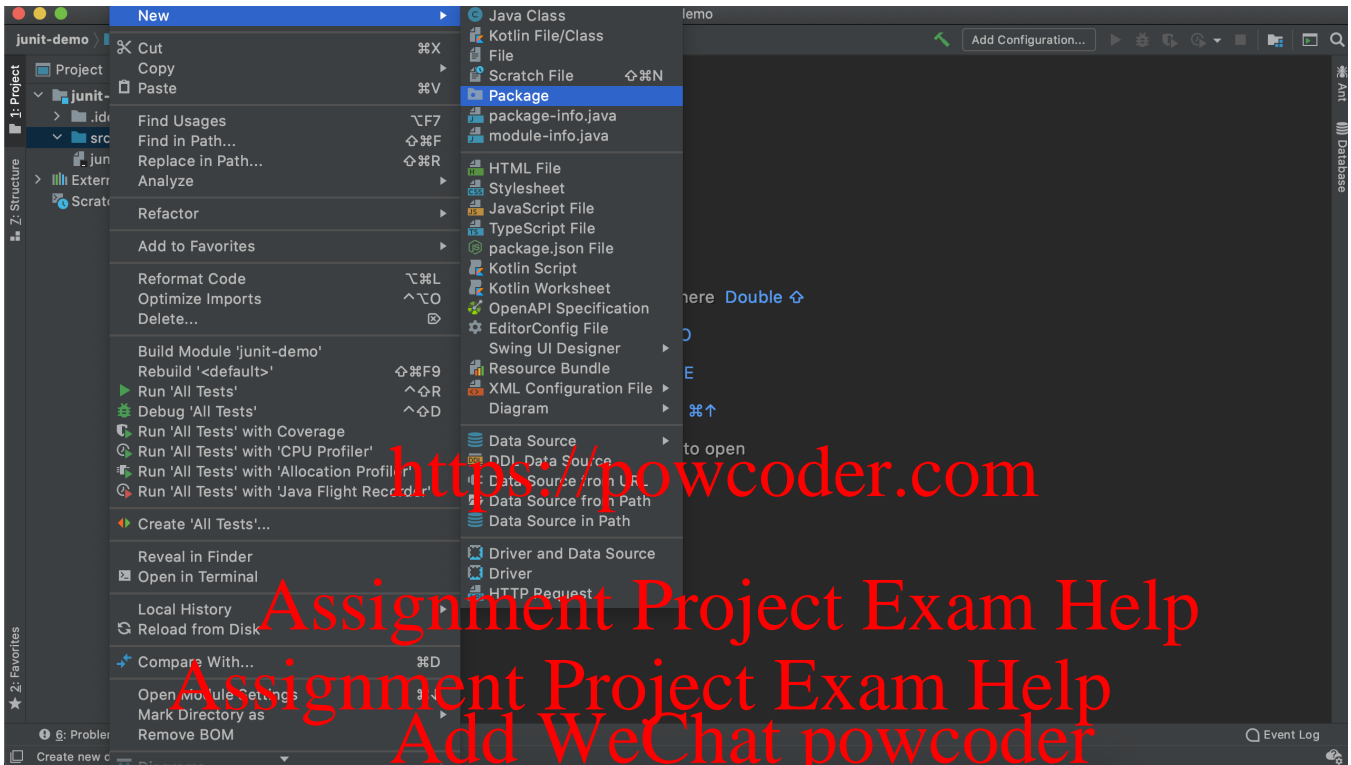 lemo
junit-demo
Add Configuration...
1: Project
Z: Structure
2: Favorites
Project
junit-
.ide
src
jun
Extern
Scrat
New
Cut ⌘X
Copy
Paste ⌘V
Find Usages ⌥F7
Find in Path... ⇧⌘F
Replace in Path... ⇧⌘R
Analyze
Refactor
Add to Favorites
Reformat Code ⌥⌘L
Optimize Imports ^⌥O
Delete... ⌦
Build Module 'junit-demo'
Rebuild '<default>' ⇧⌘F9
Run 'All Tests' ^⇧R
Debug 'All Tests' ^⇧D
Run 'All Tests' with Coverage
Run 'All Tests' with 'CPU Profiler'
Run 'All Tests' with 'Allocation Profiler'
Run 'All Tests' with 'Java Flight Recorder'
Create 'All Tests'...
Reveal in Finder
Open in Terminal
Local History
Reload from Disk
Compare With... ⌘D
Open Module Settings ⌘↓
Mark Directory as
Remove BOM
Java Class
Kotlin File/Class
File
Scratch File ⇧⌘N
Package
package-info.java
module-info.java
HTML File
Stylesheet
JavaScript File
TypeScript File
package.json File
Kotlin Script
Kotlin Worksheet
OpenAPI Specification
EditorConfig File
Swing UI Designer
Resource Bundle
XML Configuration File
Diagram
Data Source
DDL Data Source
Data Source from URL
Data Source from Path
Data Source in Path
Driver and Data Source
Driver
HTTP Request
here Double ⇧
O
E
⌘↑
to open
Ant
Database
https://powcoder.com
Assignment Project Exam Help
Assignment Project Exam Help
Add WeChat powcoder
6: Problem
Event Log
Create new d